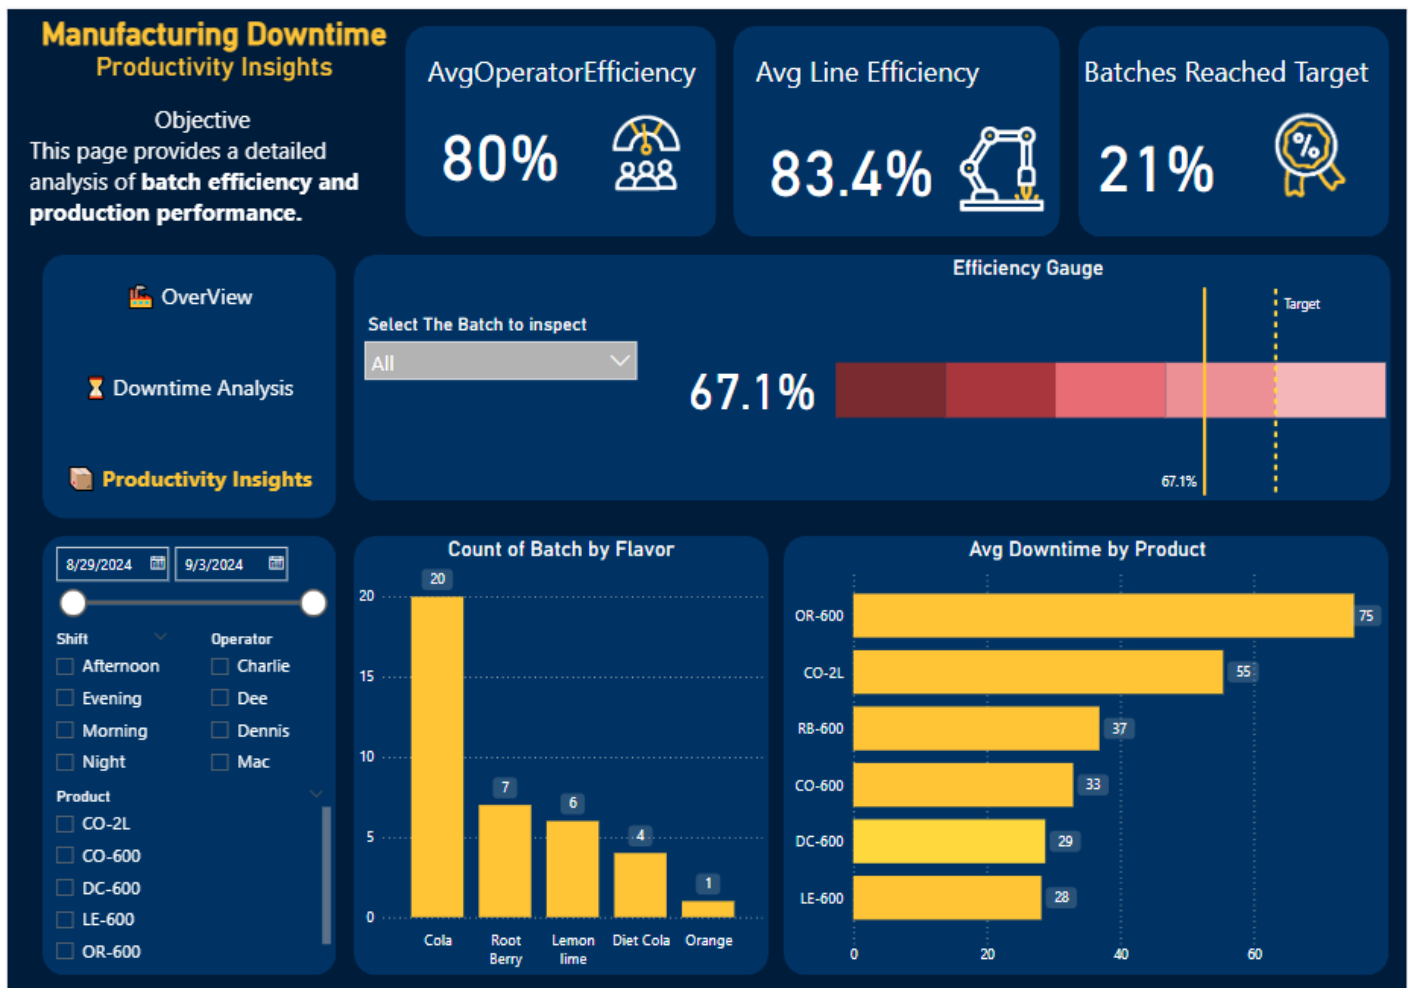 Manufacturing Downtime
Productivity Insights
Objective
This page provides a detailed
analysis of batch efficiency and
production performance.
AvgOperatorEfficiency
80%
Avg Line Efficiency
83.4%
Batches Reached Target
21%
%
OverView
Downtime Analysis
Productivity Insights
Efficiency Gauge
Select The Batch to inspect
All
67.1%
Target
67.1%
8/29/2024
9/3/2024
Shift
Operator
Afternoon
Charlie
Evening
Dee
Morning
Dennis
Night
Mac
Product
CO-2L
CO-600
DC-600
LE-600
OR-600
Count of Batch by Flavor
20
15
10
5
0
20
7
6
4
1
Cola
Root
Berry
Lemon
lime
Diet Cola
Orange
Avg Downtime by Product
OR-600
75
CO-2L
55
RB-600
37
CO-600
33
DC-600
29
LE-600
28
0
20
40
60